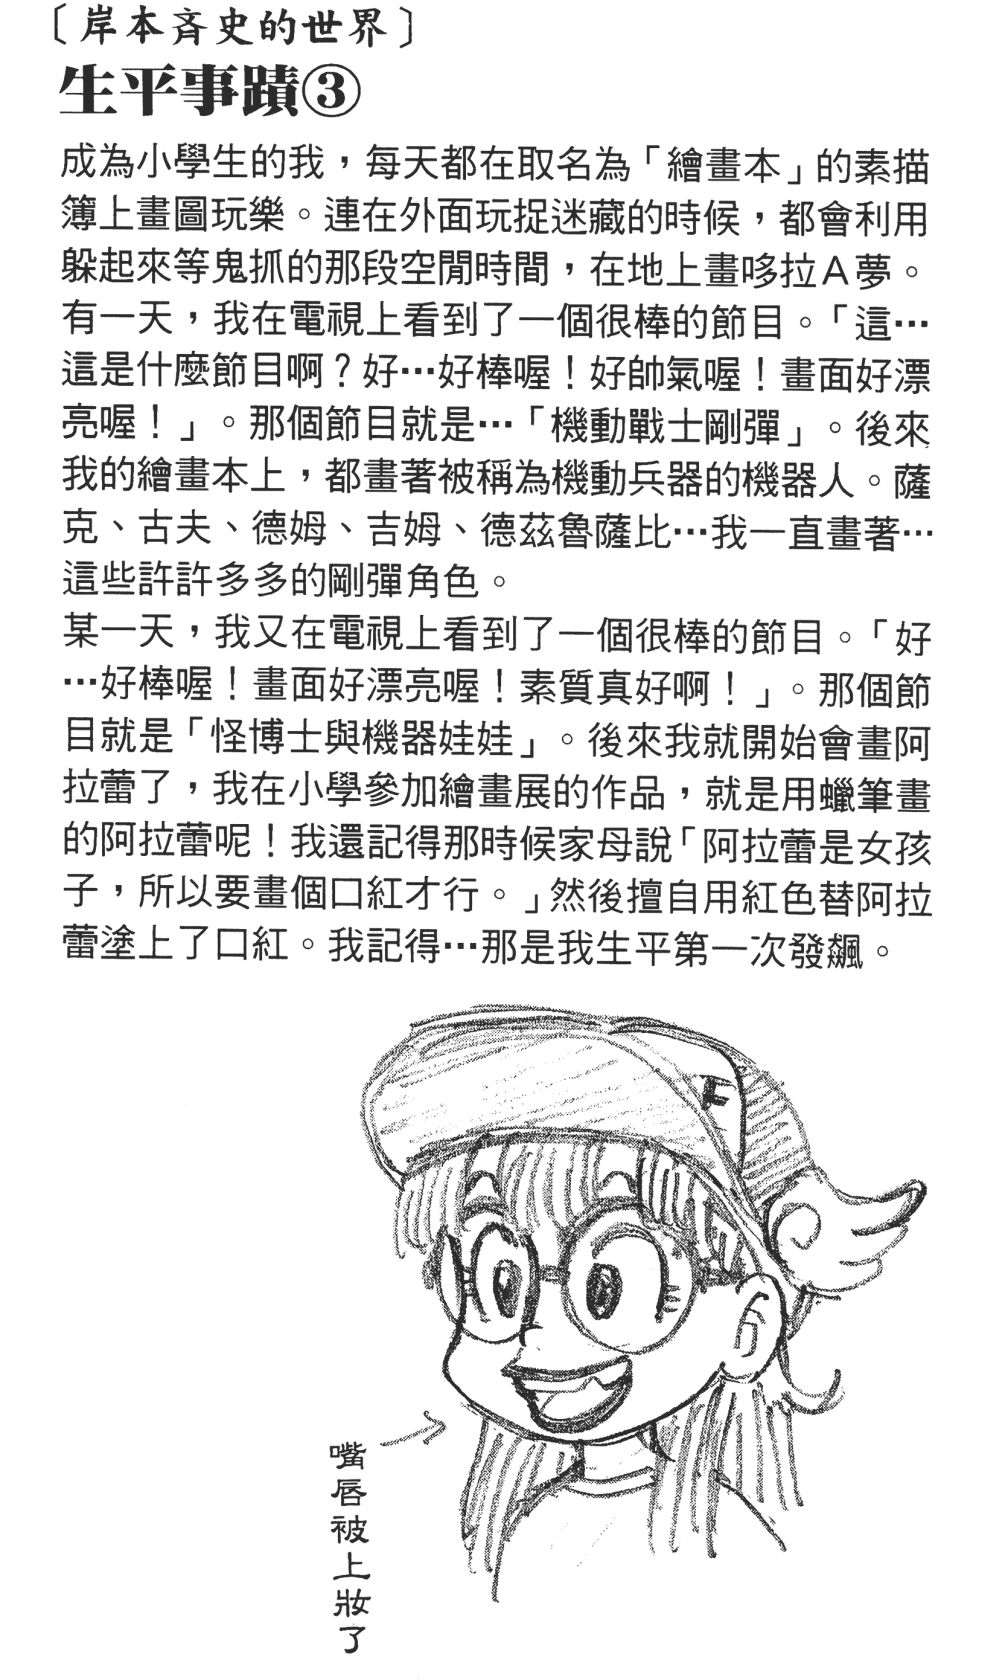 〔岸本斉史的世界〕
生平事蹟③
成為小學生的我，每天都在取名為「繪畫本」的素描
簿上畫圖玩樂。連在外面玩捉迷藏的時候，都會利用
躲起來等鬼抓的那段空閒時間，在地上畫哆拉A夢。
有一天，我在電視上看到了一個很棒的節目。「這…
這是什麼節目啊？好…好棒喔！好帥氣喔！畫面好漂
亮喔！」。那個節目就是…「機動戰士剛彈」。後來
我的繪畫本上，都畫著被稱為機動兵器的機器人。薩
克、古夫、德姆、吉姆、德茲魯薩比…我一直畫著…
這些許許多多的剛彈角色。
某一天，我又在電視上看到了一個很棒的節目。「好
…好棒喔！畫面好漂亮喔！素質真好啊！」。那個節
目就是「怪博士與機器娃娃」。後來我就開始會畫阿
拉蕾了，我在小學參加繪畫展的作品，就是用蠟筆畫
的阿拉蕾呢！我還記得那時候家母說「阿拉蕾是女孩
子，所以要畫個口紅才行。」然後擅自用紅色替阿拉
蕾塗上了口紅。我記得…那是我生平第一次發飆。
F
嘴唇被上妝了